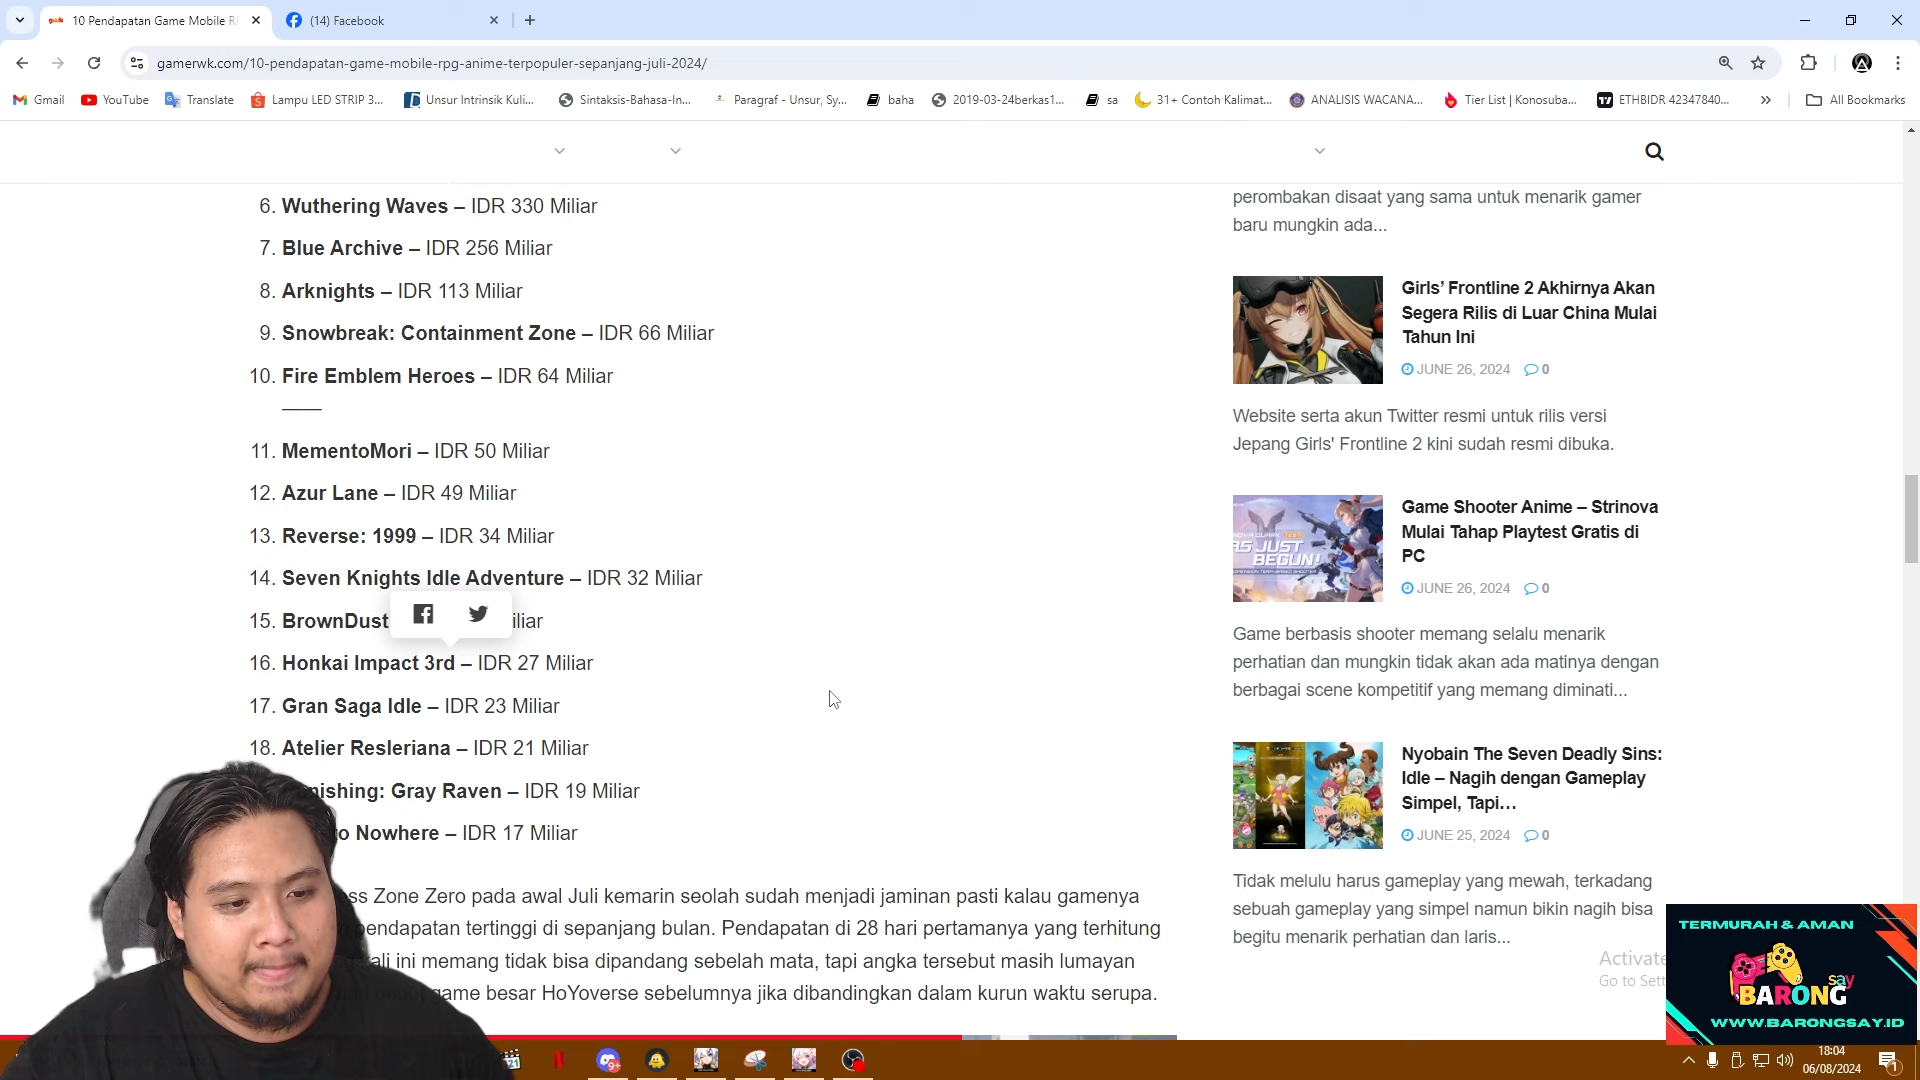 10 Pendapatan Game Mobile R
(14) Facebook
gamerwk.com/10-pendapatan-game-mobile-rpg-anime-terpopuler-sepanjang-juli-2024/
Gmail
YouTube
Translate
Lampu LED STRIP 3...
Unsur Intrinsik Kuli...
Sintaksis-Bahasa-In...
Paragraf - Unsur, Sy...
baha
2019-03-24berkas1...
sa
31+ Contoh Kalimat...
ANALISIS WACANA...
Tier List | Konosuba...
ETHBIDR 42347840...
All Bookmarks
6. Wuthering Waves – IDR 330 Miliar
7. Blue Archive – IDR 256 Miliar
8. Arknights – IDR 113 Miliar
9. Snowbreak: Containment Zone – IDR 66 Miliar
10. Fire Emblem Heroes – IDR 64 Miliar
——
11. MementoMori – IDR 50 Miliar
12. Azur Lane – IDR 49 Miliar
13. Reverse: 1999 – IDR 34 Miliar
14. Seven Knights Idle Adventure – IDR 32 Miliar
15. BrownDust iliar
16. Honkai Impact 3rd – IDR 27 Miliar
17. Gran Saga Idle – IDR 23 Miliar
18. Atelier Resleriana – IDR 21 Miliar
nishing: Gray Raven – IDR 19 Miliar
o Nowhere – IDR 17 Miliar
ss Zone Zero pada awal Juli kemarin seolah sudah menjadi jaminan pasti kalau gamenya
pendapatan tertinggi di sepanjang bulan. Pendapatan di 28 hari pertamanya yang terhitung
ali ini memang tidak bisa dipandang sebelah mata, tapi angka tersebut masih lumayan
game besar HoYoverse sebelumnya jika dibandingkan dalam kurun waktu serupa.
perombakan disaat yang sama untuk menarik gamer
baru mungkin ada...
Girls' Frontline 2 Akhirnya Akan
Segera Rilis di Luar China Mulai
Tahun Ini
JUNE 26, 2024 0
Website serta akun Twitter resmi untuk rilis versi
Jepang Girls' Frontline 2 kini sudah resmi dibuka.
AS JUST
BEGUN!
Game Shooter Anime – Strinova
Mulai Tahap Playtest Gratis di
PC
JUNE 26, 2024 0
Game berbasis shooter memang selalu menarik
perhatian dan mungkin tidak akan ada matinya dengan
berbagai scene kompetitif yang memang diminati...
Nyobain The Seven Deadly Sins:
Idle – Nagih dengan Gameplay
Simpel, Tapi…
JUNE 25, 2024 0
Tidak melulu harus gameplay yang mewah, terkadang
sebuah gameplay yang simpel namun bikin nagih bisa
begitu menarik perhatian dan laris...
Activate
Go to Sett
TERMURAH & AMAN
BARONG say
WWW.BARONGSAY.ID
18:04
06/08/2024